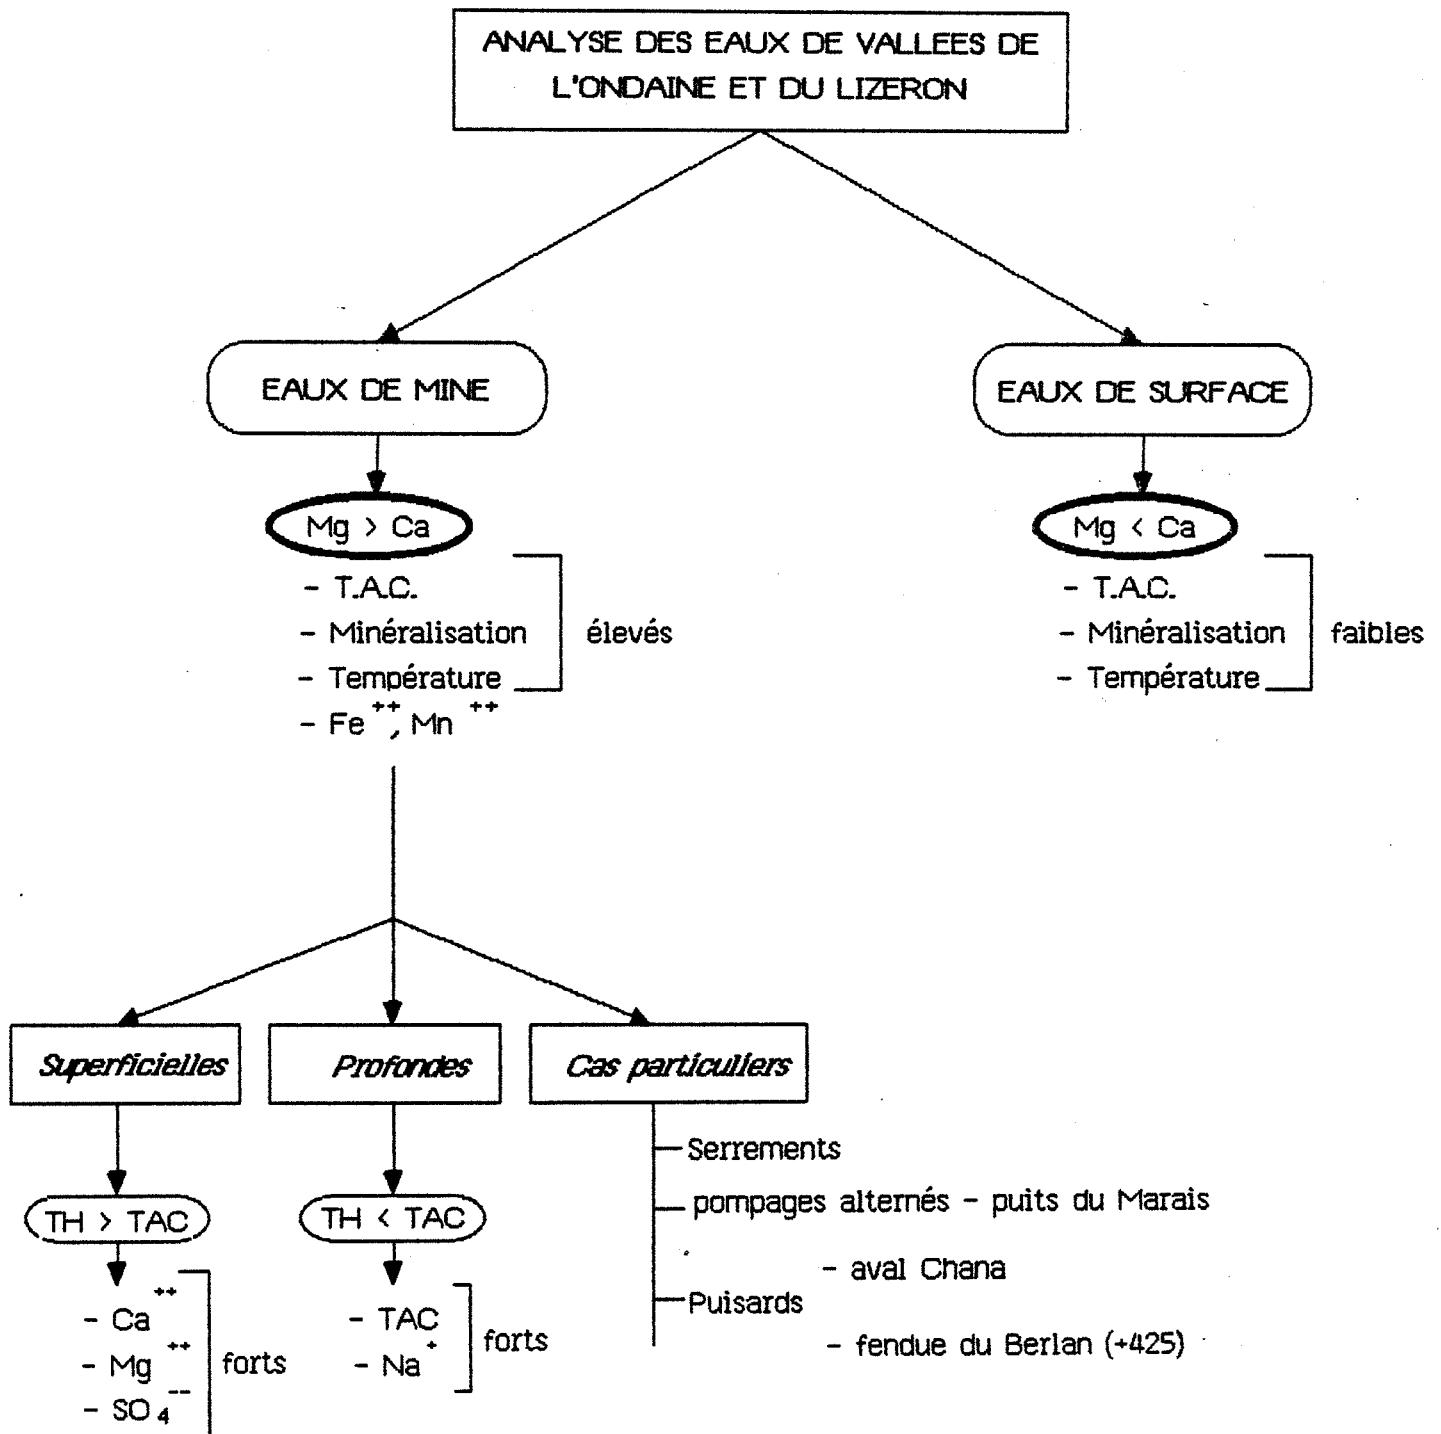 ANALYSE DES EAUX DE VALLEES DE
L'ONDAINE ET DU LIZERON
EAUX DE MINE
Mg > Ca
- T.A.C.
- Minéralisation
- Température
élevés
- Fe⁺⁺, Mn⁺⁺
EAUX DE SURFACE
Mg < Ca
- T.A.C.
- Minéralisation
- Température
faibles
Superficielles
TH > TAC
- Ca⁺⁺
- Mg⁺⁺
- SO₄⁻⁻
forts
Profondes
TH < TAC
- TAC
- Na⁺
forts
Cas particuliers
Serrements
pompages alternés - puits du Marais
- aval Chana
Puisards
- fendue du Berlan (+425)